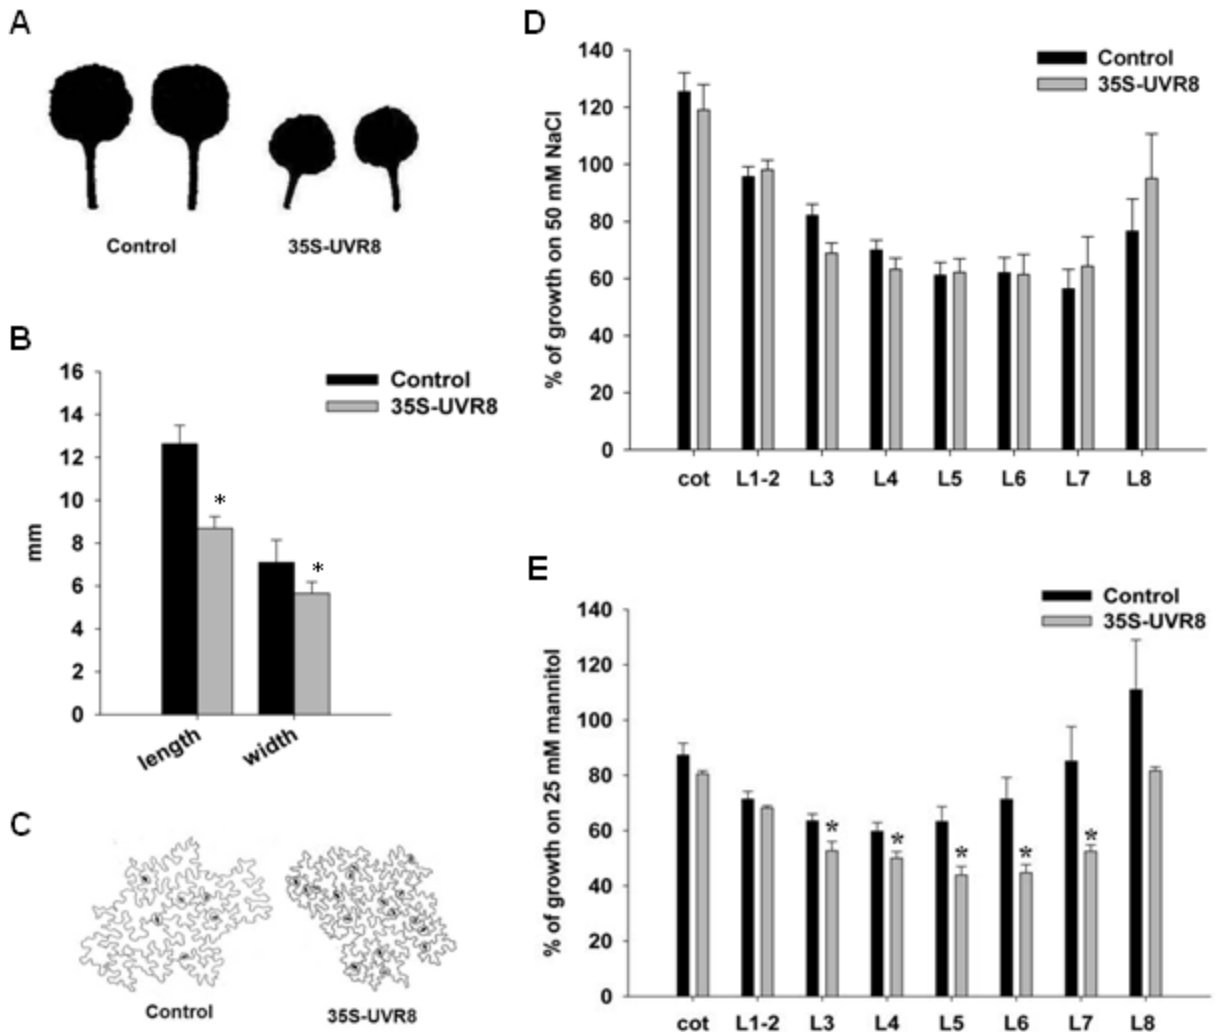 A
Control
35S-UVR8
B
16
14
12
10
8
6
4
2
0
mm
Control
35S-UVR8
*
*
length
width
C
Control
35S-UVR8
D
140
120
100
80
60
40
20
0
% of growth on 50 mM NaCl
Control
35S-UVR8
cot L1-2 L3 L4 L5 L6 L7 L8
E
140
120
100
80
60
40
20
0
% of growth on 25 mM mannitol
Control
35S-UVR8
* * * * *
cot L1-2 L3 L4 L5 L6 L7 L8